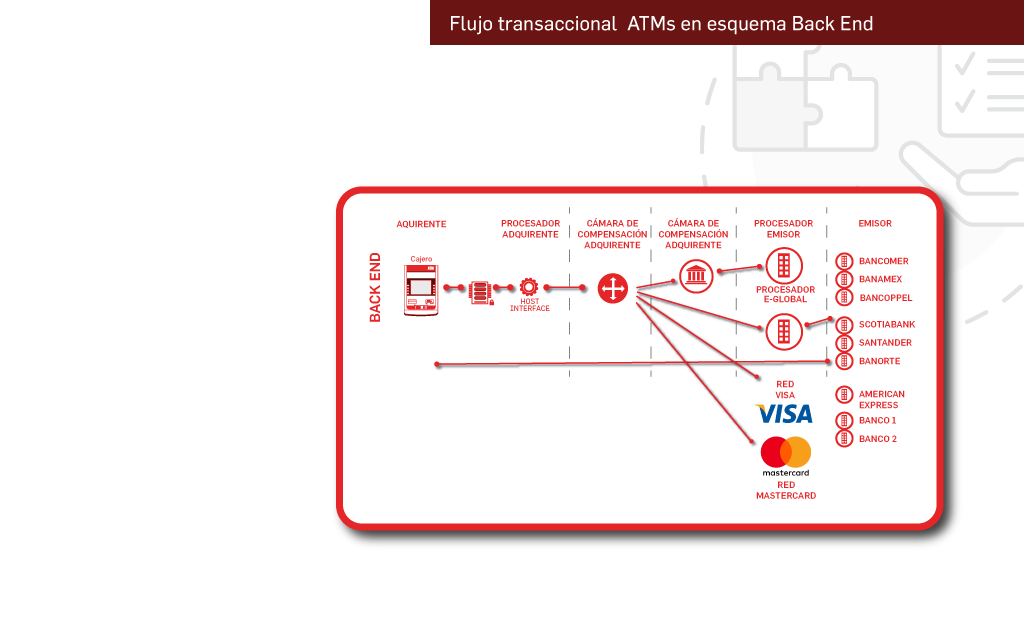 Flujo transaccional ATMs en esquema Back End
AQUIRENTE
PROCESADOR
ADQUIRENTE
CÁMARA DE
COMPENSACIÓN
ADQUIRENTE
CÁMARA DE
COMPENSACIÓN
ADQUIRENTE
PROCESADOR
EMISOR
EMISOR
BACK END
Cajero
HOST
INTERFACE
PROCESADOR
E-GLOBAL
BANCOMER
BANAMEX
BANCOPPEL
SCOTIABANK
SANTANDER
BANORTE
RED
VISA
VISA
AMERICAN
EXPRESS
BANCO 1
BANCO 2
mastercard
RED
MASTERCARD